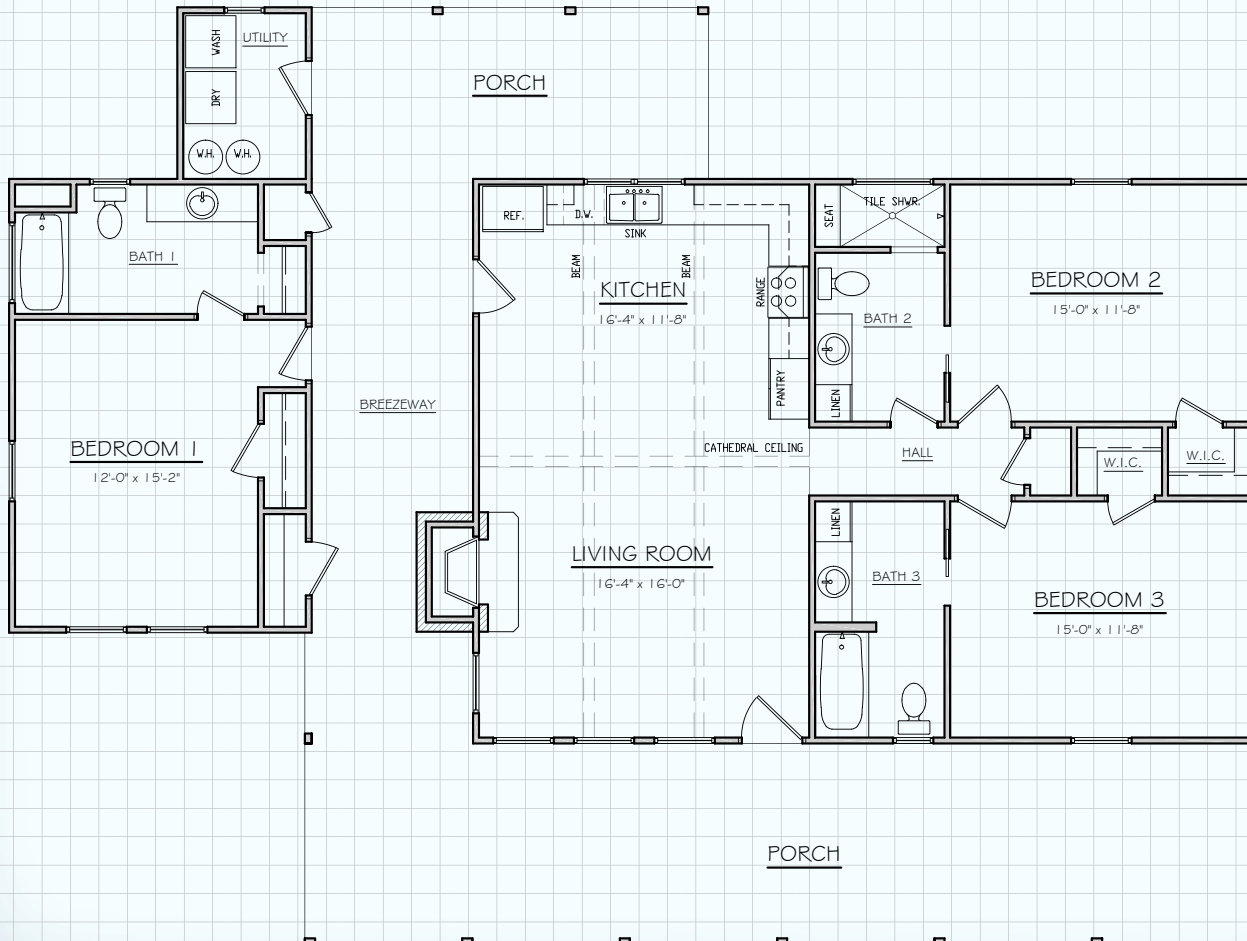 WASH
UTILITY
DRY
W.H.
W.H.
PORCH
REF.
D.W.
SINK
SEAT
TILE SHWR.
BATH 1
BEAM
BEAM
KITCHEN
16'-4" x 11'-8"
RANGE
BATH 2
BEDROOM 2
15'-0" x 11'-8"
PANTRY
LINEN
BREEZEWAY
BEDROOM 1
12'-0" x 15'-2"
CATHEDRAL CEILING
HALL
W.I.C.
W.I.C.
LINEN
LIVING ROOM
16'-4" x 16'-0"
BATH 3
BEDROOM 3
15'-0" x 11'-8"
PORCH